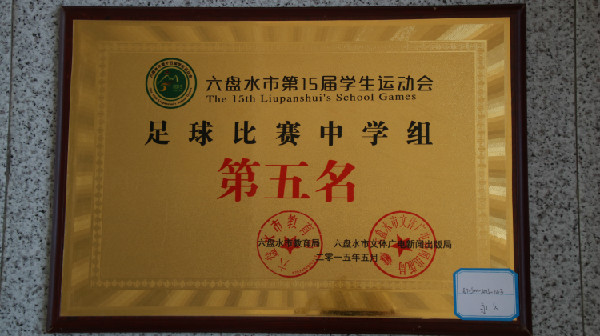 六盘水市第15届学生运动会
The 15th Liupanshui's School Games
足球比赛中学组
第五名
六盘水市教育局 六盘水市文体广电新闻出版局
二〇一五年五月